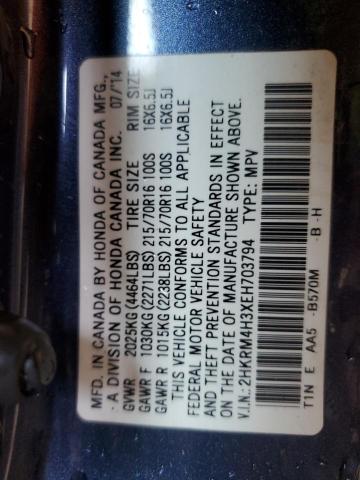 MFD. IN CANADA BY HONDA OF CANADA MFG.,
· A DIVISION OF HONDA CANADA INC. 07/'14
GVWR 2025KG(4464LBS) TIRE SIZE RIM SIZE
GAWR F 1030KG(2271LBS) 215/70R16 100S 16X6.5J
GAWR R 1015KG(2238LBS) 215/70R16 100S 16X6.5J
THIS VEHICLE CONFORMS TO ALL APPLICABLE
FEDERAL MOTOR VEHICLE SAFETY
AND THEFT PREVENTION STANDARDS IN EFFECT
ON THE DATE OF MANUFACTURE SHOWN ABOVE.
V.I.N.: 2HKRM4H3XEH703794 TYPE: MPV
T1N E AA5 -B570M -B -H